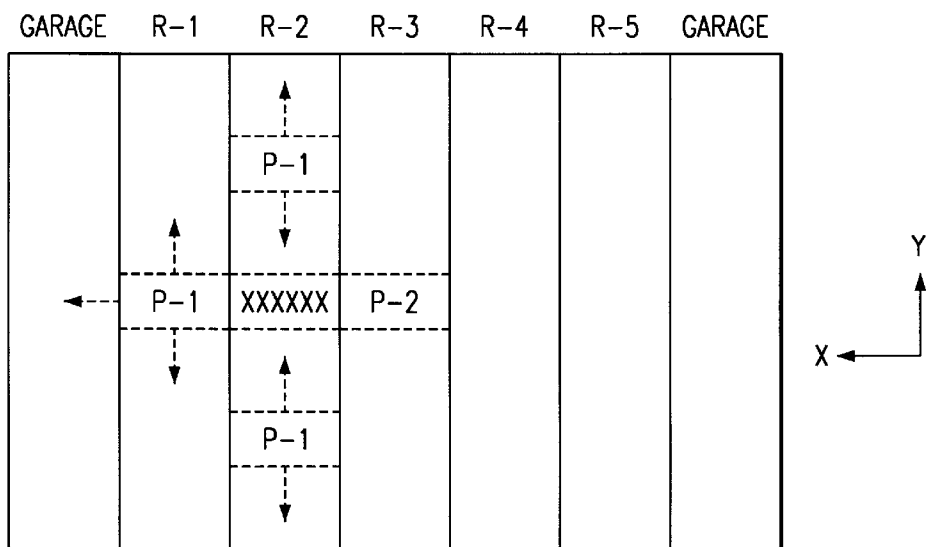 GARAGE R-1 R-2 R-3 R-4 R-5 GARAGE
P-1
Y
P-1 XXXXXX P-2
X
P-1